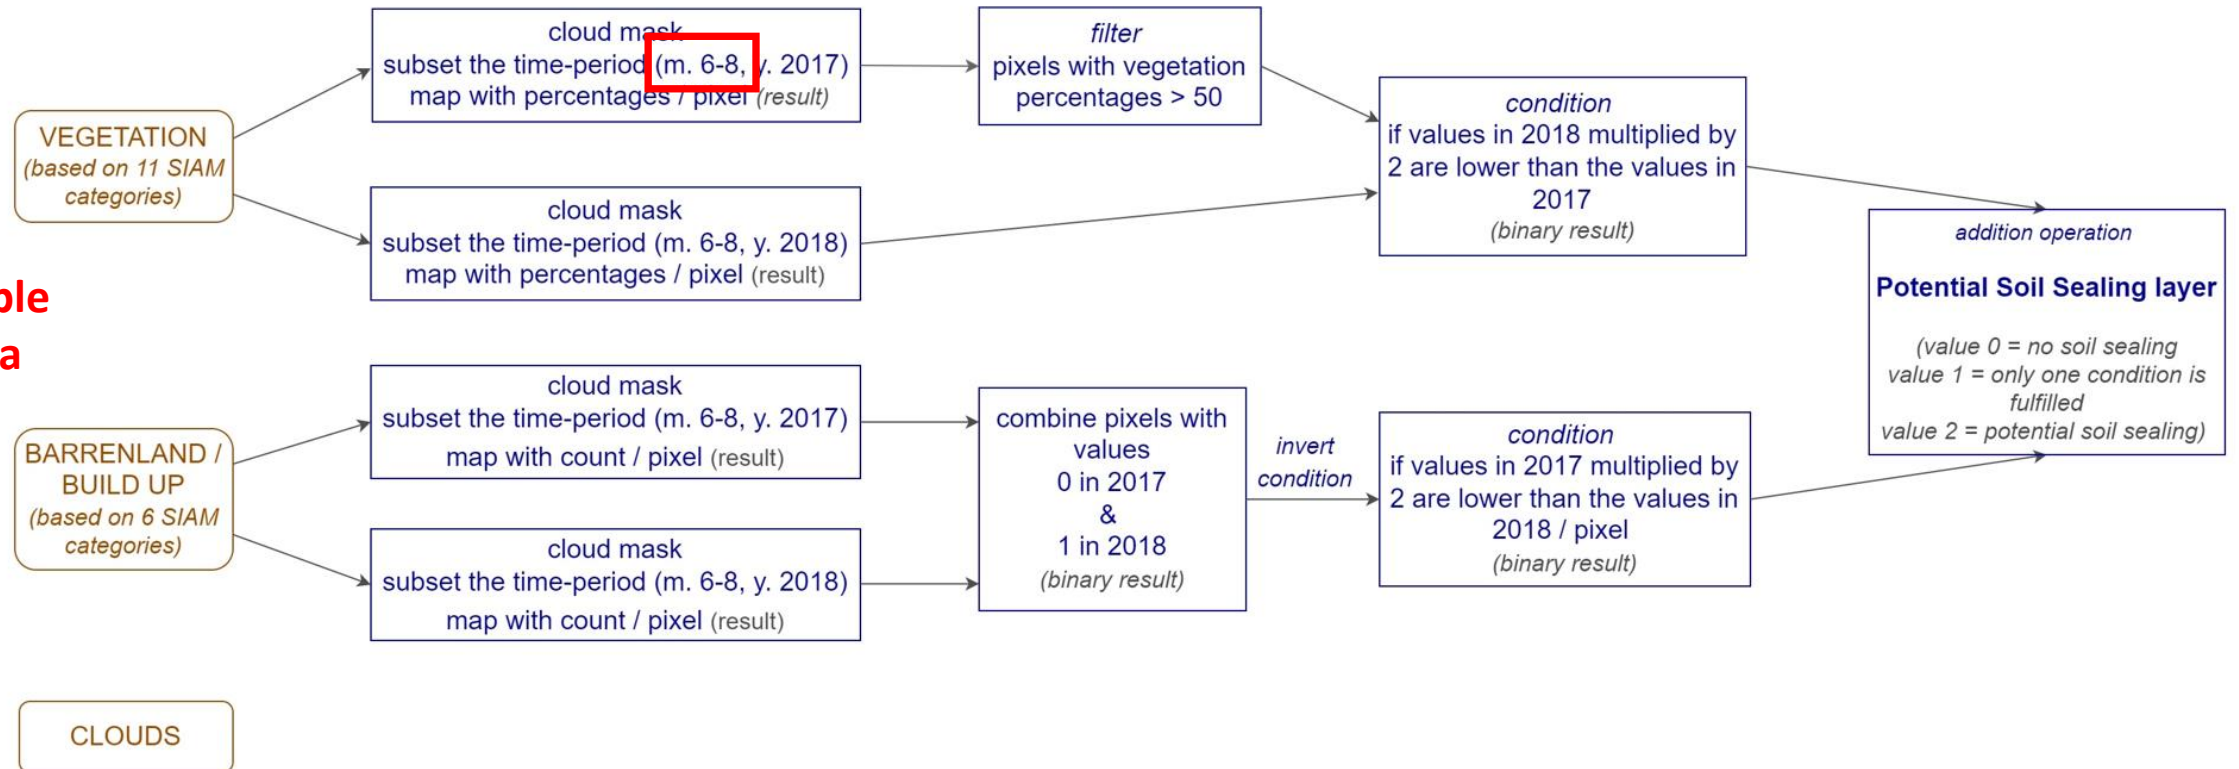 VEGETATION
(based on 11 SIAM
categories)
cloud mask
subset the time-period (m. 6-8, y. 2017)
map with percentages / pixel (result)
filter
pixels with vegetation
percentages > 50
cloud mask
subset the time-period (m. 6-8, y. 2018)
map with percentages / pixel (result)
condition
if values in 2018 multiplied by
2 are lower than the values in
2017
(binary result)
BARRENLAND /
BUILD UP
(based on 6 SIAM
categories)
cloud mask
subset the time-period (m. 6-8, y. 2017)
map with count / pixel (result)
cloud mask
subset the time-period (m. 6-8, y. 2018)
map with count / pixel (result)
combine pixels with
values
0 in 2017
&
1 in 2018
(binary result)
invert
condition
condition
if values in 2017 multiplied by
2 are lower than the values in
2018 / pixel
(binary result)
addition operation
Potential Soil Sealing layer
(value 0 = no soil sealing
value 1 = only one condition is
fulfilled
value 2 = potential soil sealing)
CLOUDS